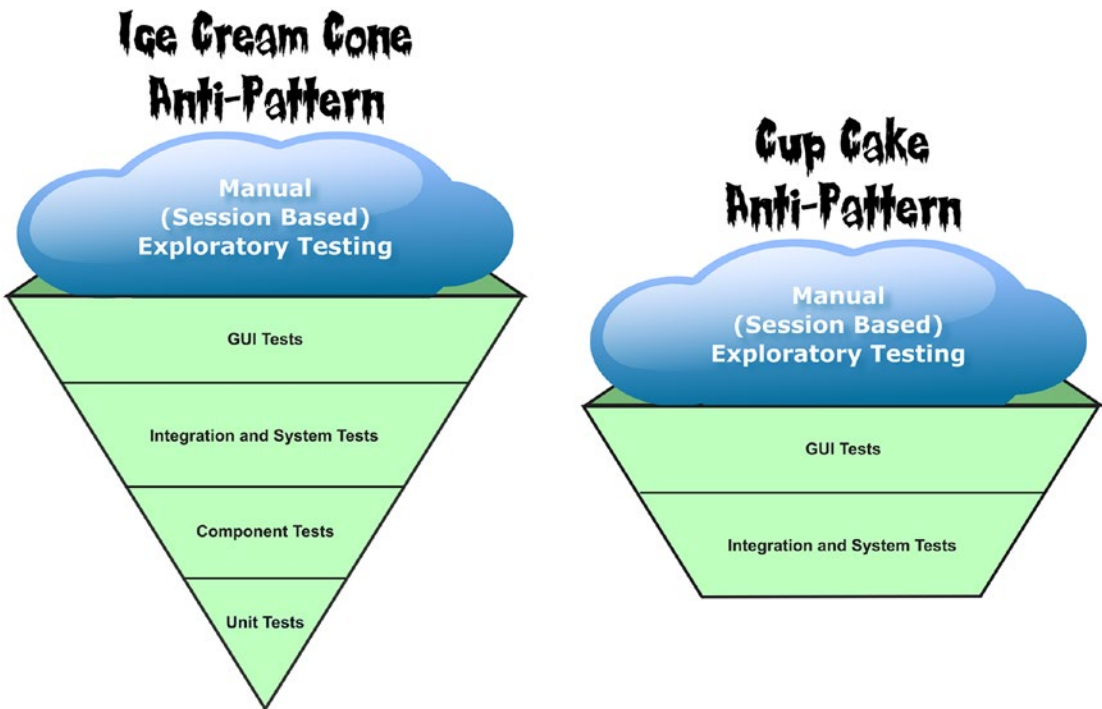 Ice Cream Cone
Anti-Pattern
Manual
(Session Based)
Exploratory Testing
GUI Tests
Integration and System Tests
Component Tests
Unit Tests
Cup Cake
Anti-Pattern
Manual
(Session Based)
Exploratory Testing
GUI Tests
Integration and System Tests